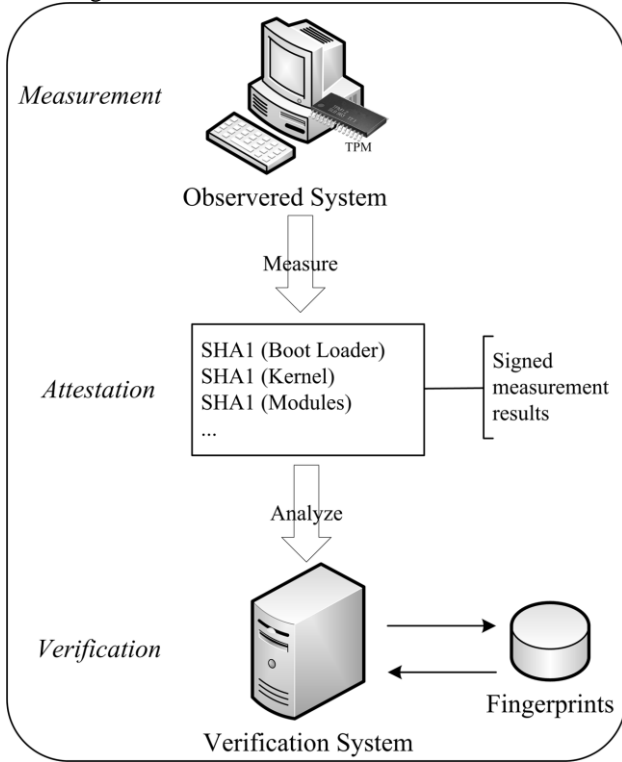 Measurement
TPM
Observered System
Measure
SHA1 (Boot Loader)
SHA1 (Kernel)
SHA1 (Modules)
...
Attestation
Signed
measurement
results
Analyze
Verification
Fingerprints
Verification System